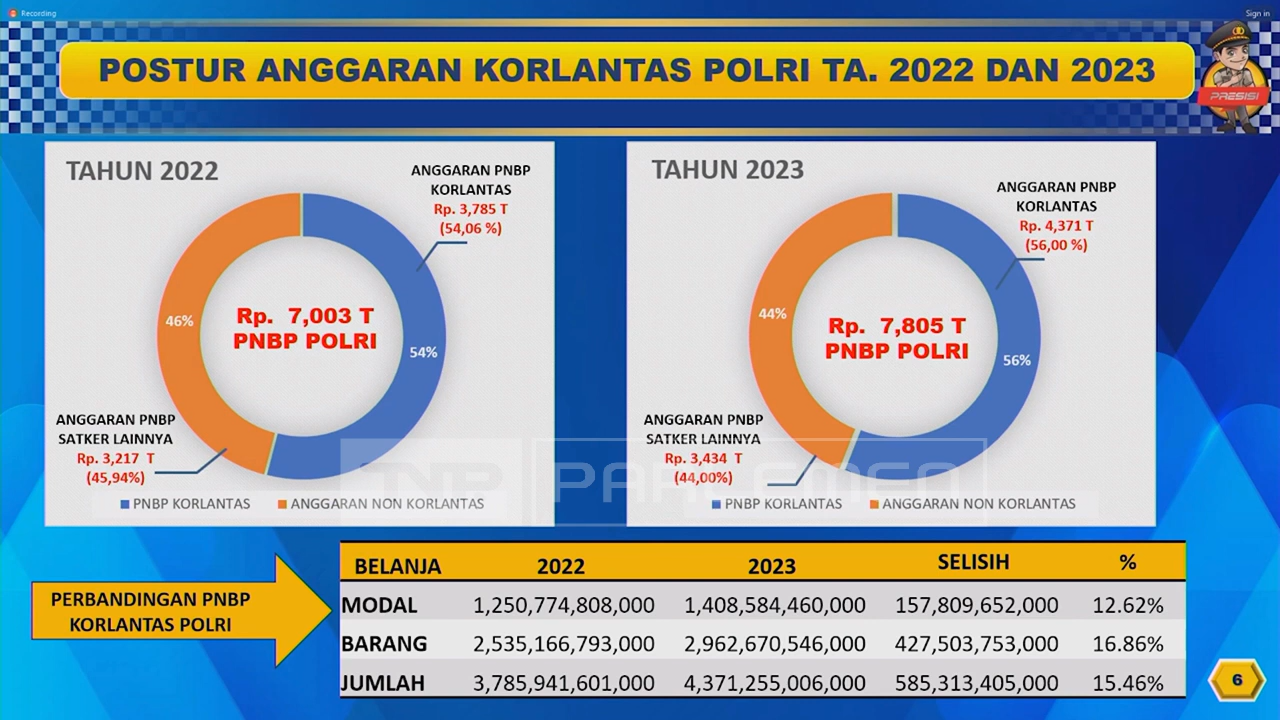 Recording
Sign in
POSTUR ANGGARAN KORLANTAS POLRI TA. 2022 DAN 2023
PRESISI
TAHUN 2022
ANGGARAN PNBP
KORLANTAS
Rp. 3,785 T
(54,06 %)
46%
Rp. 7,003 T
PNBP POLRI
54%
ANGGARAN PNBP
SATKER LAINNYA
Rp. 3,217 T
(45,94%)
PNBP KORLANTAS
ANGGARAN NON KORLANTAS
TAHUN 2023
ANGGARAN PNBP
KORLANTAS
Rp. 4,371 T
(56,00 %)
44%
Rp. 7,805 T
PNBP POLRI
56%
ANGGARAN PNBP
SATKER LAINNYA
Rp. 3,434 T
(44,00%)
PNBP KORLANTAS
ANGGARAN NON KORLANTAS
PARLEMEN
PERBANDINGAN PNBP
KORLANTAS POLRI
BELANJA 2022 2023 SELISIH %
MODAL 1,250,774,808,000 1,408,584,460,000 157,809,652,000 12.62%
BARANG 2,535,166,793,000 2,962,670,546,000 427,503,753,000 16.86%
JUMLAH 3,785,941,601,000 4,371,255,006,000 585,313,405,000 15.46%
6